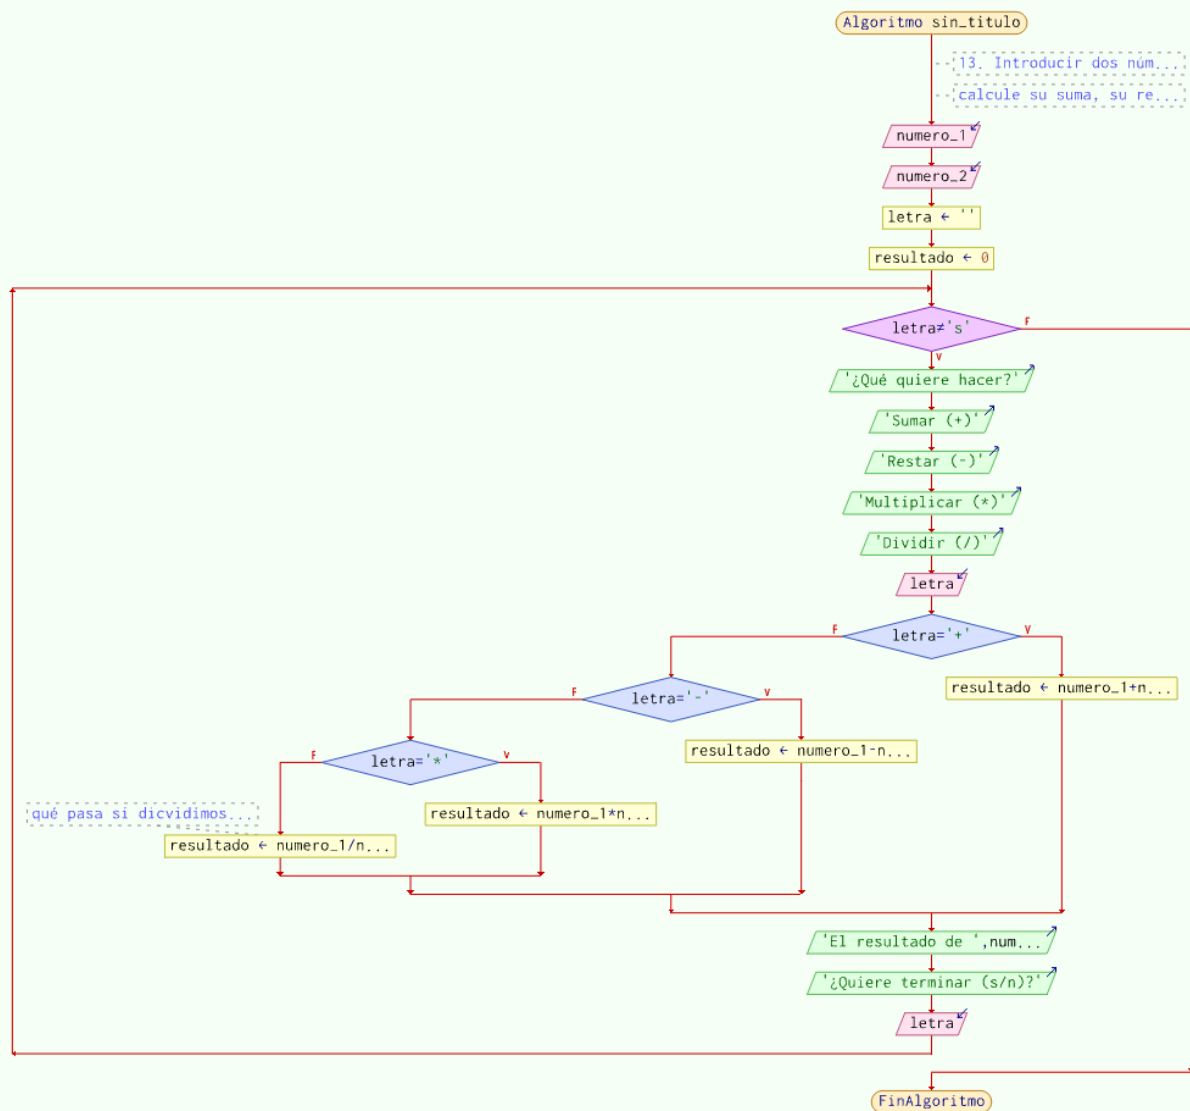 Algoritmo sin_titulo
13. Introducir dos núm...
calcule su suma, su re...
numero_1
numero_2
letra ← ''
resultado ← 0
letra≠'s'
F
V
'¿Qué quiere hacer?'
'Sumar (+)'
'Restar (-)'
'Multiplicar (*)'
'Dividir (/)'
letra
F
letra='+'
V
resultado ← numero_1+n...
F
letra='-'
V
resultado ← numero_1-n...
F
letra='*'
V
qué pasa si dicvidimos...
resultado ← numero_1*n...
resultado ← numero_1/n...
'El resultado de ',num...
'¿Quiere terminar (s/n)?'
letra
FinAlgoritmo